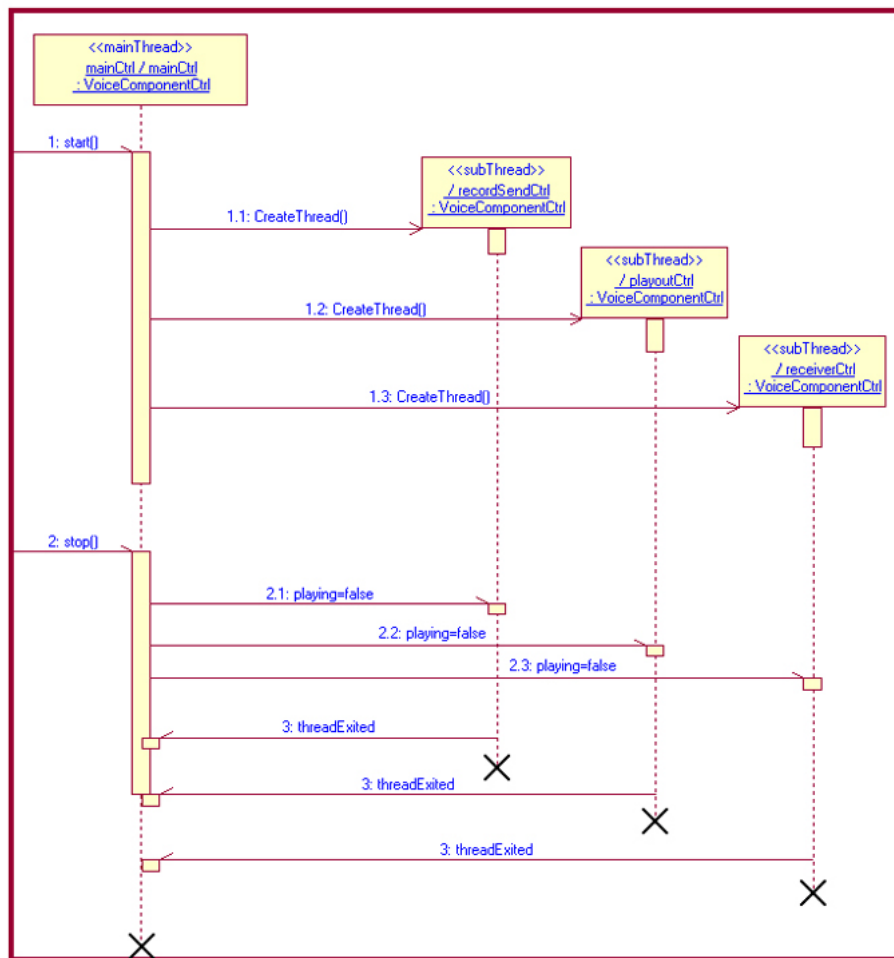 <<mainThread>>
mainCtrl / mainCtrl
: VoiceComponentCtrl
1: start()
<<subThread>>
/ recordSendCtrl
: VoiceComponentCtrl
1.1: CreateThread()
<<subThread>>
/ playoutCtrl
: VoiceComponentCtrl
1.2: CreateThread()
<<subThread>>
/ receiverCtrl
: VoiceComponentCtrl
1.3: CreateThread()
2: stop()
2.1: playing=false
2.2: playing=false
2.3: playing=false
3: threadExited
3: threadExited
3: threadExited